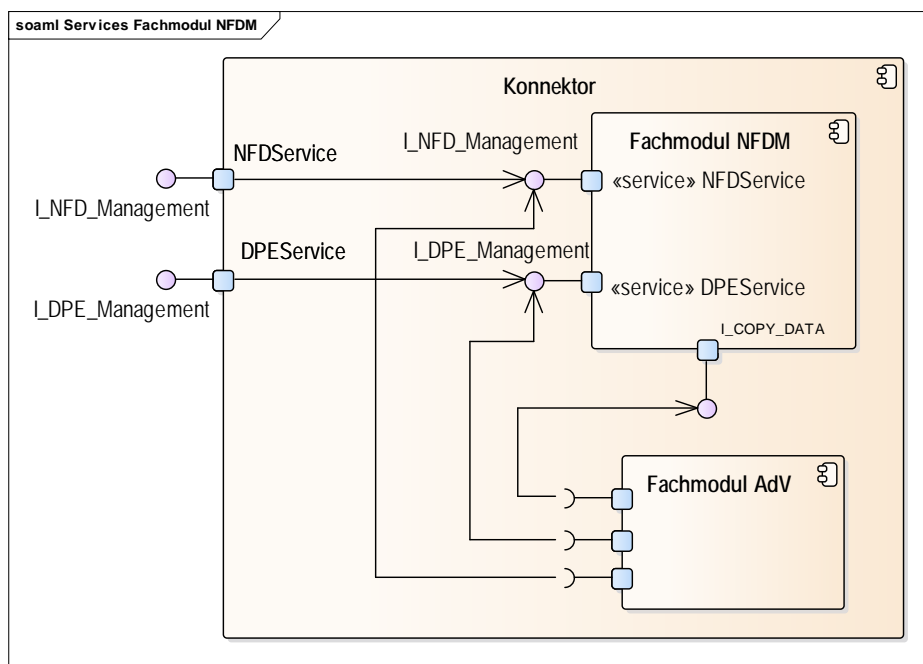 soaml Services Fachmodul NFDM
Konnektor
I_NFD_Management
Fachmodul NFDM
NFDService
«service» NFDService
I_NFD_Management
DPEService
I_DPE_Management
«service» DPEService
I_DPE_Management
I_COPY_DATA
Fachmodul AdV